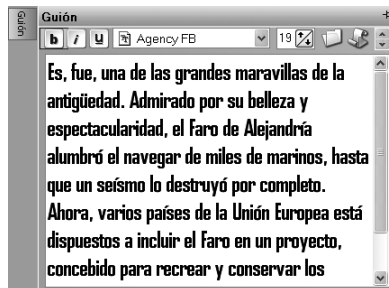 Guión
Guión
b i u Agency FB 19
Es, fue, una de las grandes maravillas de la
antigüedad. Admirado por su belleza y
espectacularidad, el Faro de Alejandría
alumbró el navegar de miles de marinos, hasta
que un seísmo lo destruyó por completo.
Ahora, varios países de la Unión Europea está
dispuestos a incluir el Faro en un proyecto,
concebido para recrear y conservar los